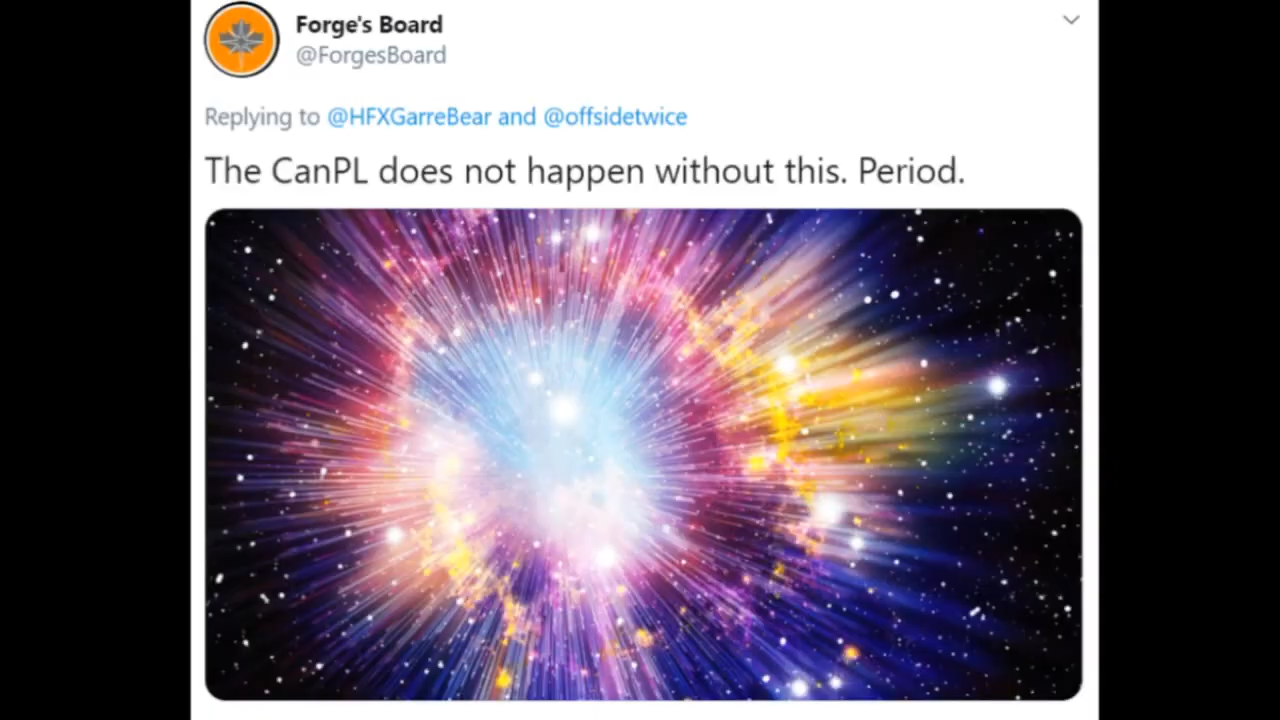 Forge's Board
@ForgesBoard
Replying to @HFXGarreBear and @offsidetwice
The CanPL does not happen without this. Period.